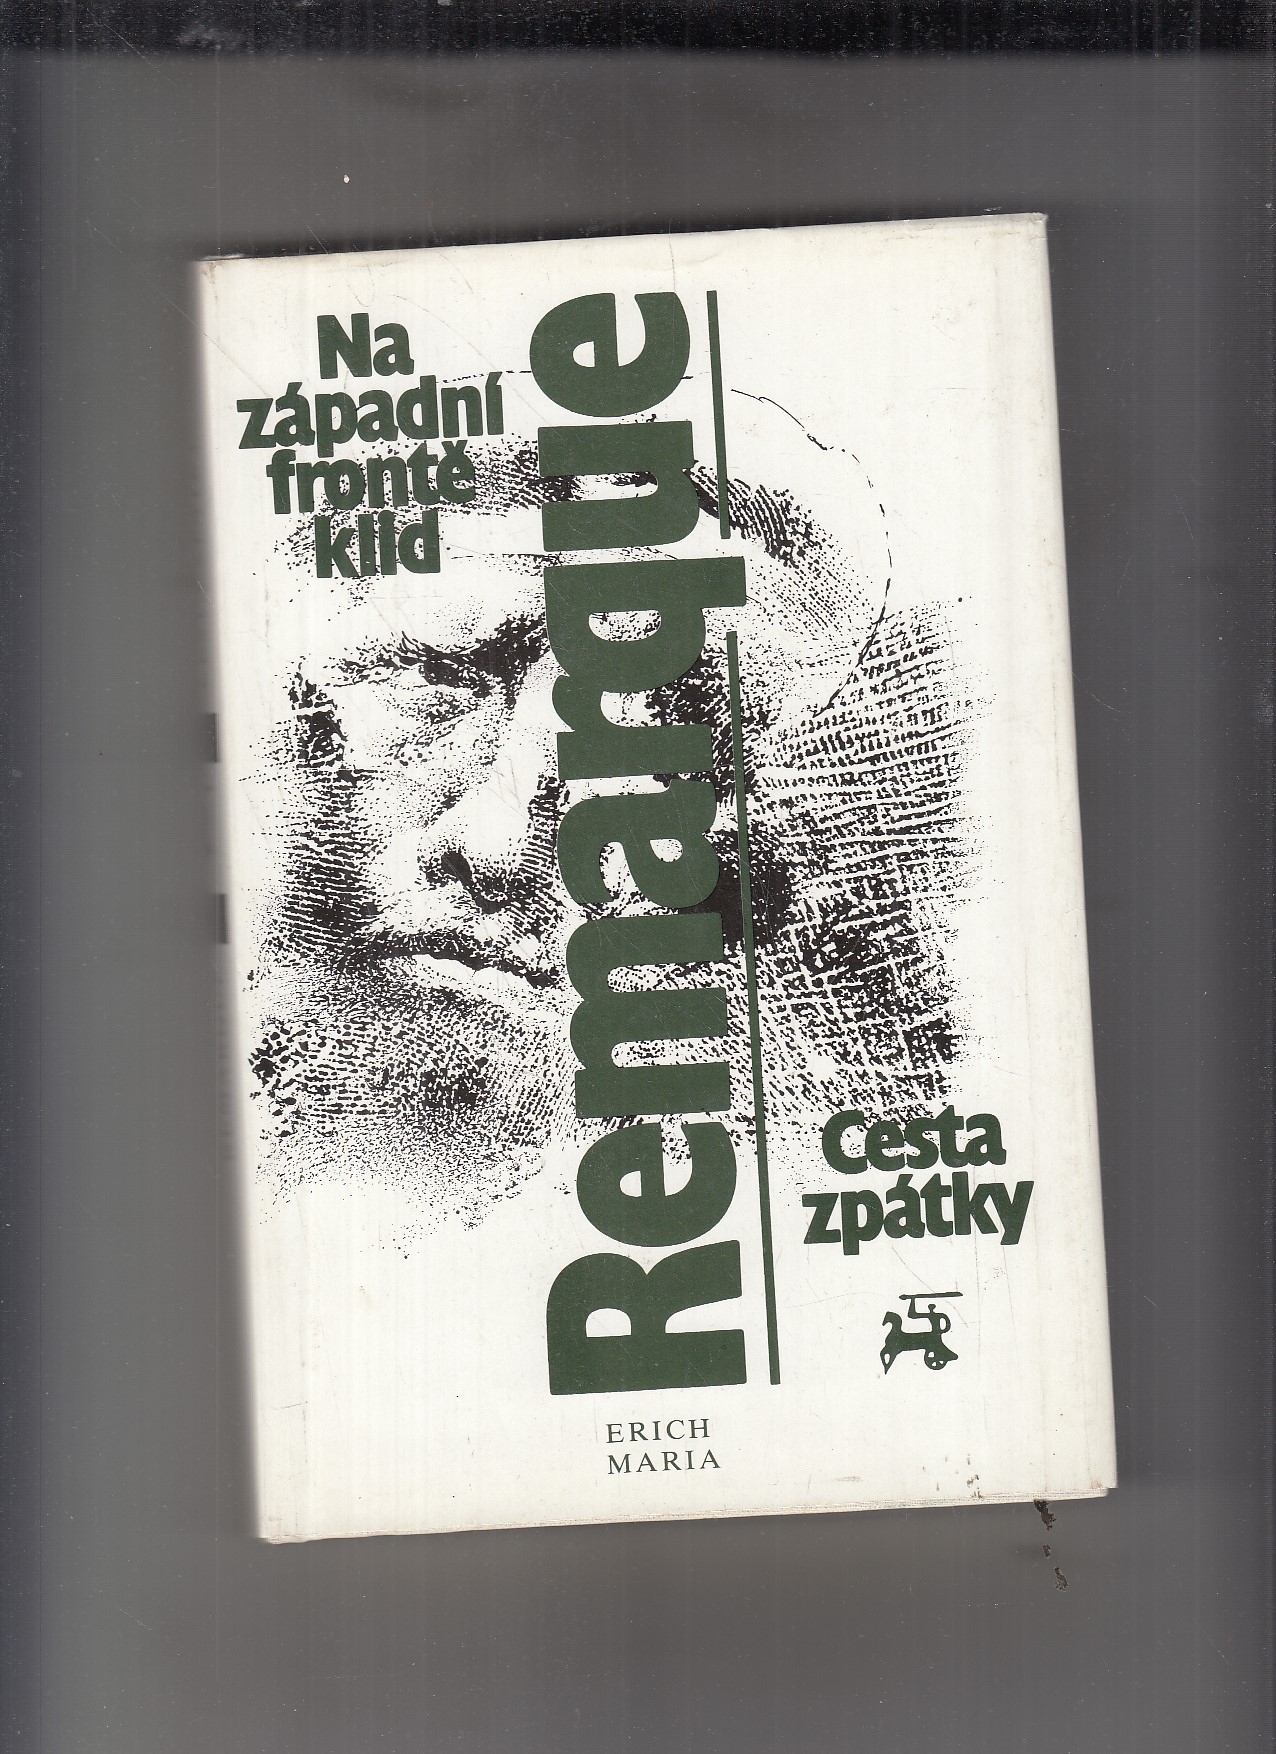 Na
západní
frontě
klid
Remarque
Cesta
zpátky
ERICH
MARIA